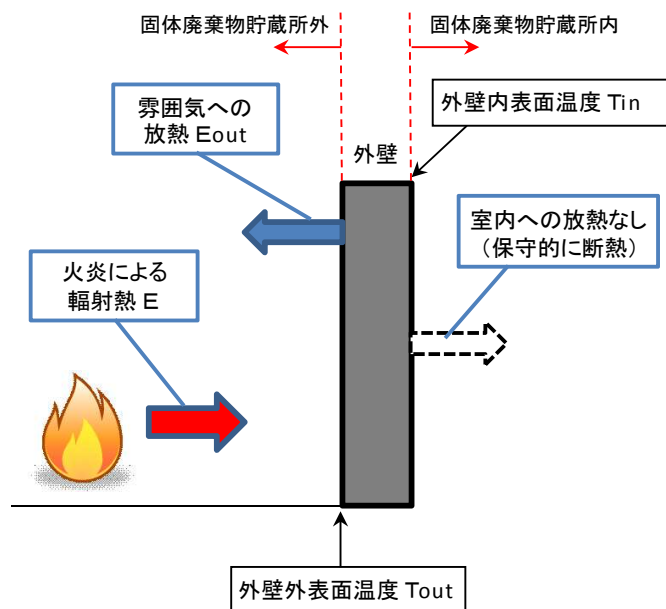 固体廃棄物貯蔵所外
固体廃棄物貯蔵所内
雰囲気への
放熱 Eout
外壁
外壁内表面温度 Tin
室内への放熱なし
（保守的に断熱）
火炎による
輻射熱 E
外壁外表面温度 Tout